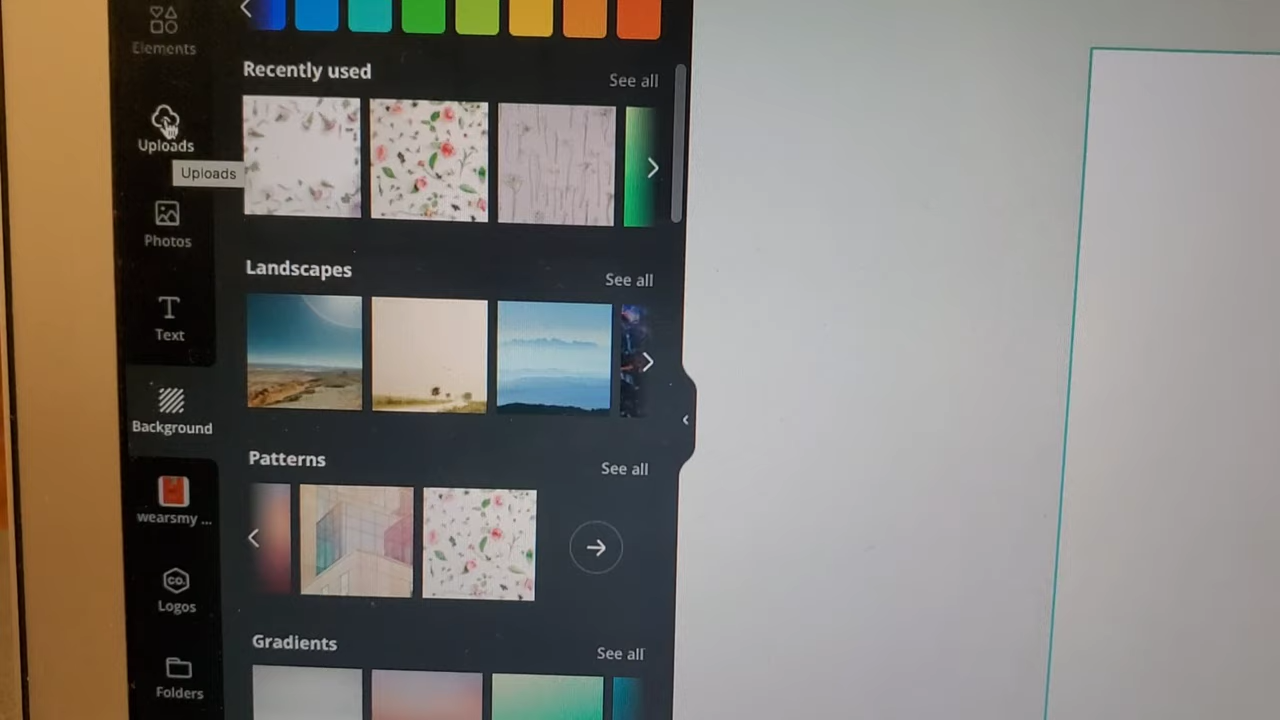 Elements
Recently used
See all
Uploads
Uploads
Photos
Landscapes
See all
Text
Background
Patterns
See all
wearsmy ...
co.
Logos
Gradients
See all
Folders